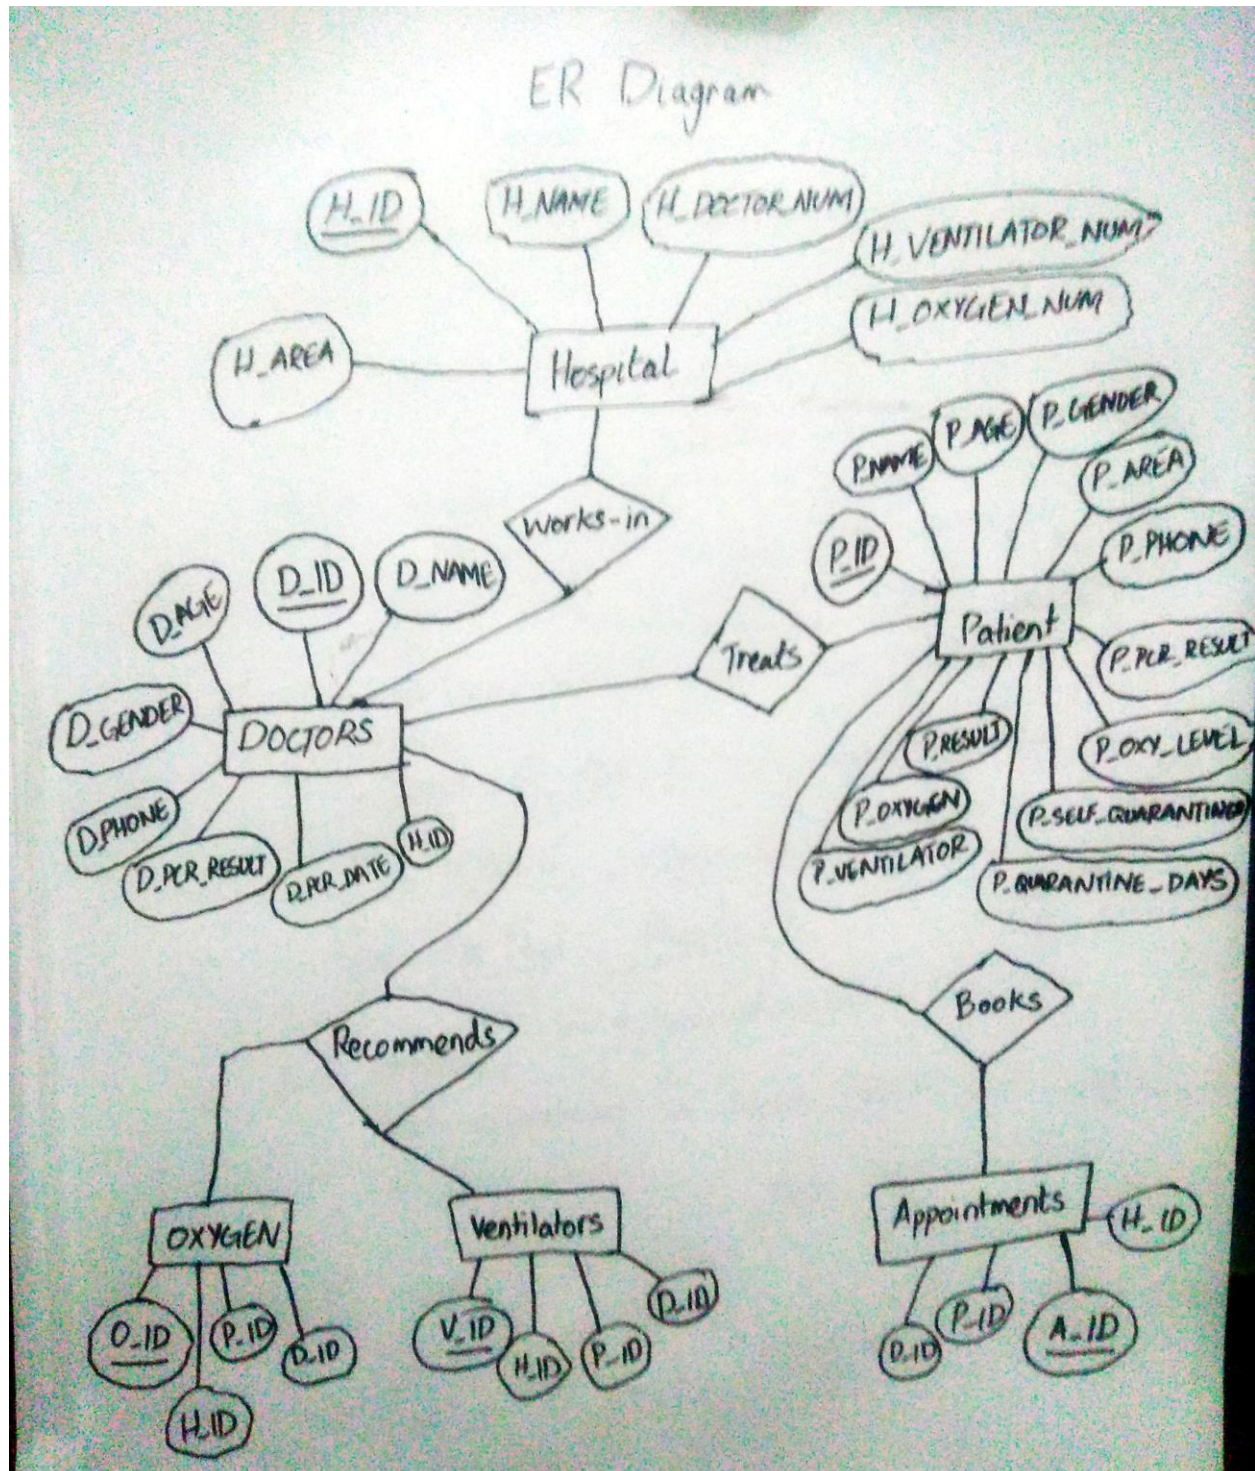 ER Diagram
H_ID
H_NAME
H_DOCTOR_NUM
H_VENTILATOR_NUM
H_OXYGEN_NUM
H_AREA
Hospital
P_NAME
P_AGE
P_GENDER
P_AREA
P_PHONE
P_ID
Works-in
D_AGE
D_ID
D_NAME
Treats
Patient
P_PCR_RESULT
D_GENDER
DOCTORS
P_RESULT
P_OXY_LEVEL
D_PHONE
D_PCR_RESULT
D_PCR_DATE
H_ID
P_OXYGEN
P_SELF_QUARANTINED
P_VENTILATOR
P_QUARANTINE_DAYS
Books
Recommends
OXYGEN
Ventilators
Appointments
H_ID
O_ID
P_ID
D_ID
H_ID
V_ID
H_ID
P_ID
D_ID
D_ID
P_ID
A_ID